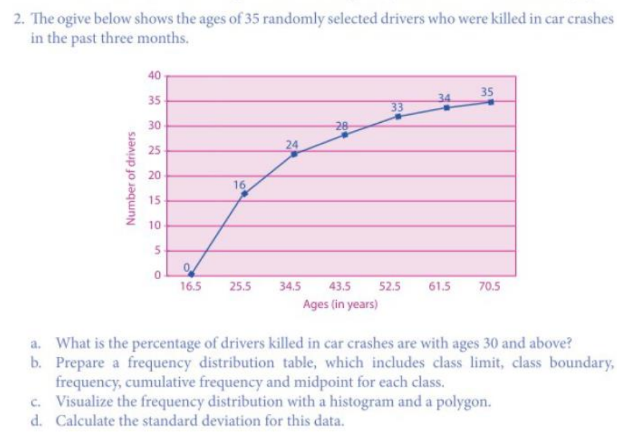 2. The ogive below shows the ages of 35 randomly selected drivers who were killed in car crashes
in the past three months.
40
35
30
25
20
15
10
5
0
Number of drivers
0
16
24
28
33
34
35
16.5 25.5 34.5 43.5 52.5 61.5 70.5
Ages (in years)
a. What is the percentage of drivers killed in car crashes are with ages 30 and above?
b. Prepare a frequency distribution table, which includes class limit, class boundary,
frequency, cumulative frequency and midpoint for each class.
c. Visualize the frequency distribution with a histogram and a polygon.
d. Calculate the standard deviation for this data.